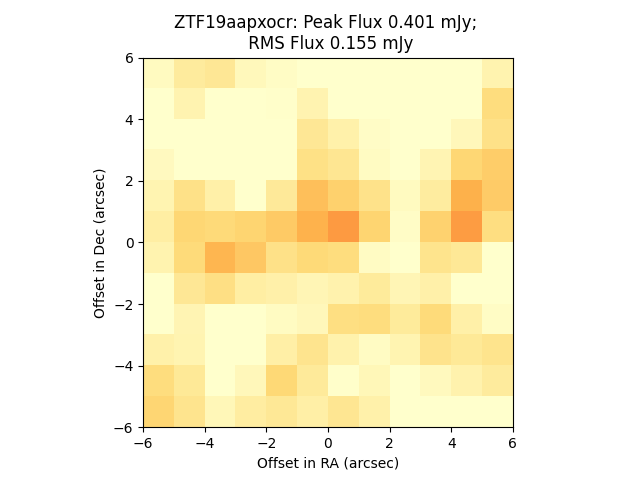 ZTF19aapxocr: Peak Flux 0.401 mJy;
RMS Flux 0.155 mJy
6
4
2
0
−2
−4
−6
Offset in Dec (arcsec)
−6 −4 −2 0 2 4 6
Offset in RA (arcsec)